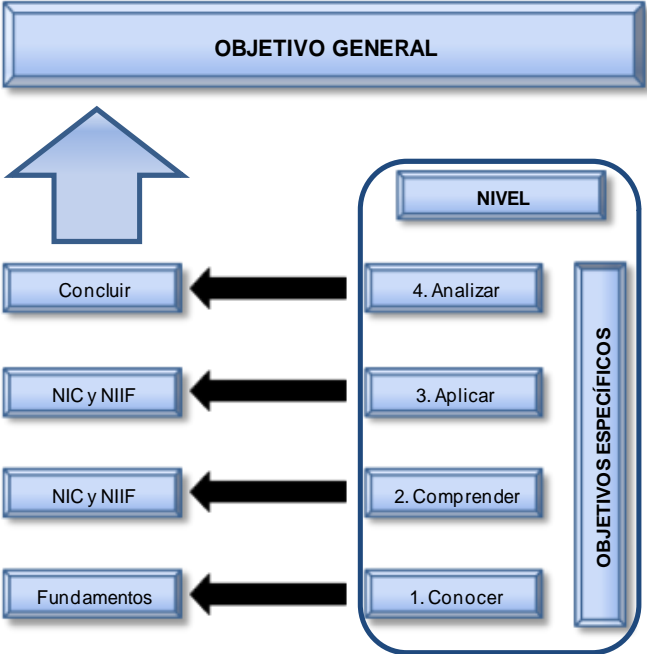 OBJETIVO GENERAL
NIVEL
Concluir
4. Analizar
NIC y NIIF
3. Aplicar
NIC y NIIF
2. Comprender
Fundamentos
1. Conocer
OBJETIVOS ESPECÍFICOS